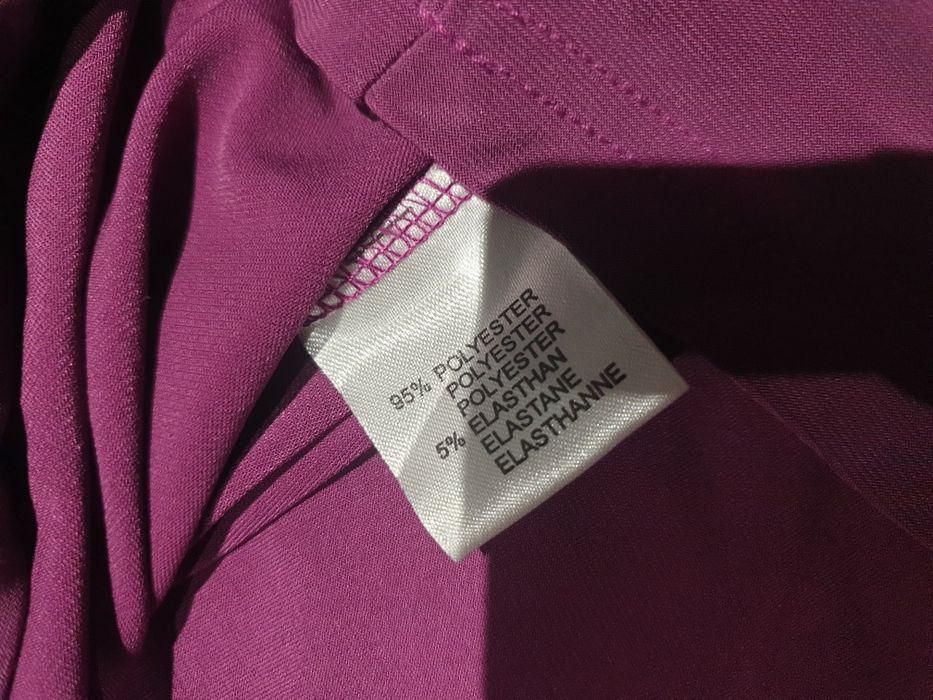 95% POLYESTER
POLYESTER
POLYESTER
5% ELASTHAN
ELASTANE
ELASTHANNE